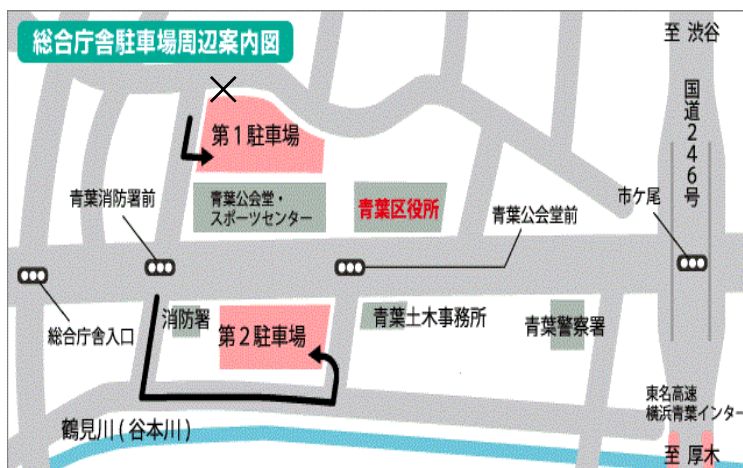 総合庁舎駐車場周辺案内図
至 渋谷
国道246号
第1駐車場
青葉消防署前
青葉公会堂・
スポーツセンター
青葉区役所
青葉公会堂前
市ケ尾
総合庁舎入口
消防署
第2駐車場
青葉土木事務所
青葉警察署
鶴見川(谷本川)
東名高速
横浜青葉インター
至 厚木